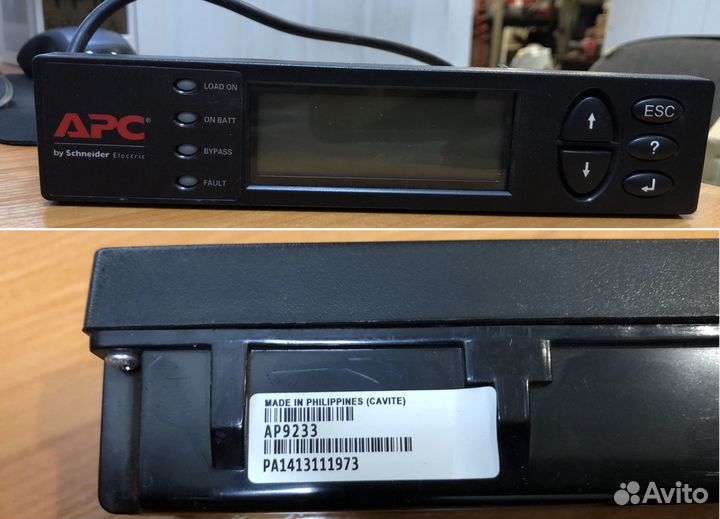 LOAD ON
APC®
ON BATT
by Schneider Electric
BYPASS
FAULT
ESC
?
MADE IN PHILIPPINES (CAVITE)
AP9233
PA1413111973
Avito